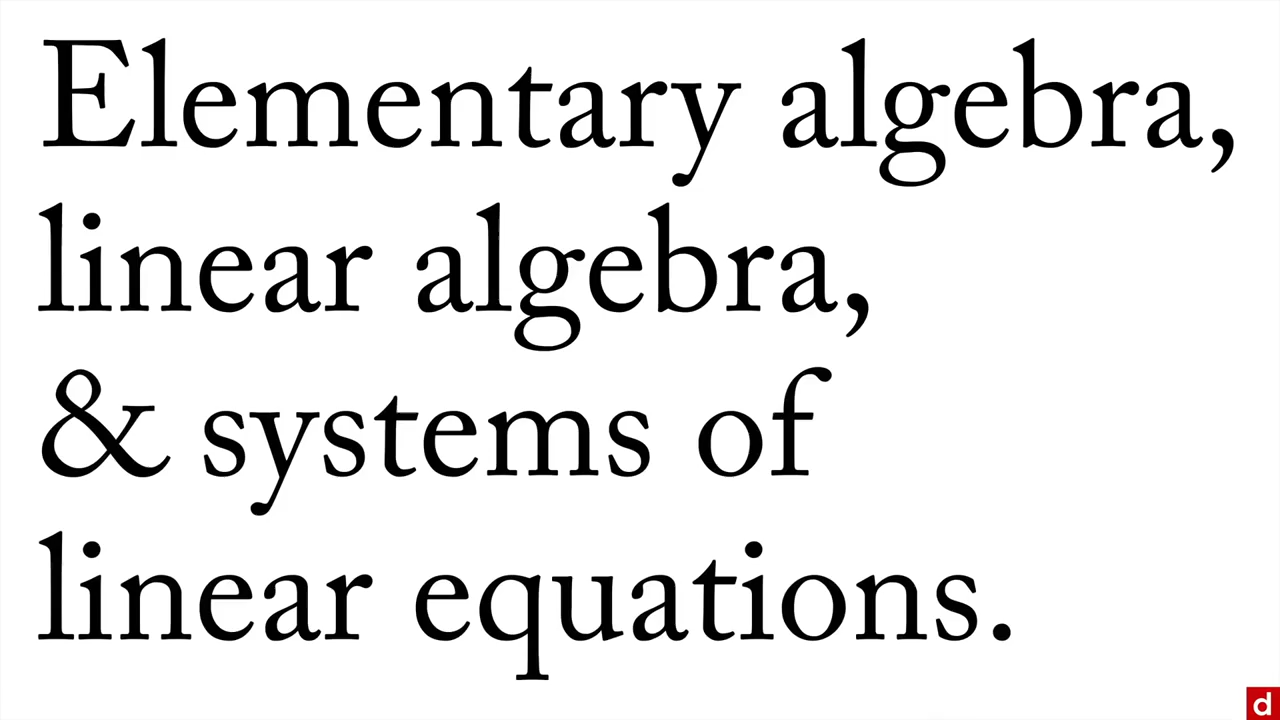 Elementary algebra,
linear algebra,
& systems of
linear equations.
d